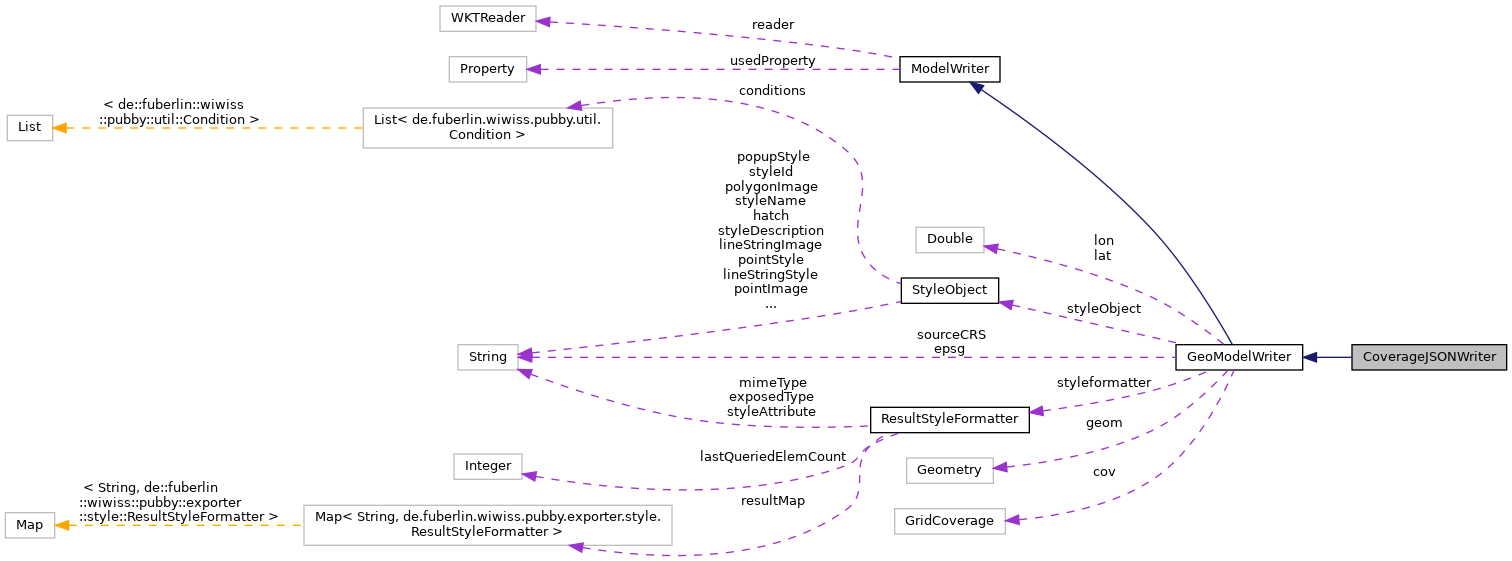 WKTReader
reader
Property
usedProperty
ModelWriter
conditions
< de::fuberlin::wiwiss
::pubby::util::Condition >
List
List< de.fuberlin.wiwiss.pubby.util.
Condition >
popupStyle
styleId
polygonImage
styleName
hatch
styleDescription
lineStringImage
pointStyle
lineStringStyle
pointImage
...
Double
lon
lat
StyleObject
styleObject
String
sourceCRS
epsg
GeoModelWriter
CoverageJSONWriter
mimeType
exposedType
styleAttribute
styleformatter
ResultStyleFormatter
geom
Integer
lastQueriedElemCount
Geometry
cov
< String, de::fuberlin
::wiwiss::pubby::exporter
::style::ResultStyleFormatter >
Map
Map< String, de.fuberlin.wiwiss.pubby.exporter.style.
ResultStyleFormatter >
resultMap
GridCoverage